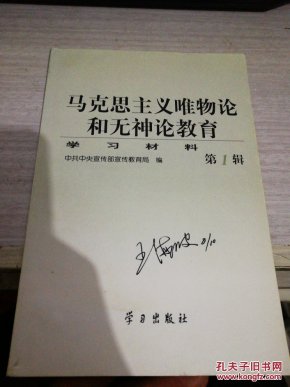 马克思主义唯物论
和无神论教育
学习材料
中共中央宣传部宣传教育局 编
第1辑
8/10
学习出版社
孔夫子旧书网